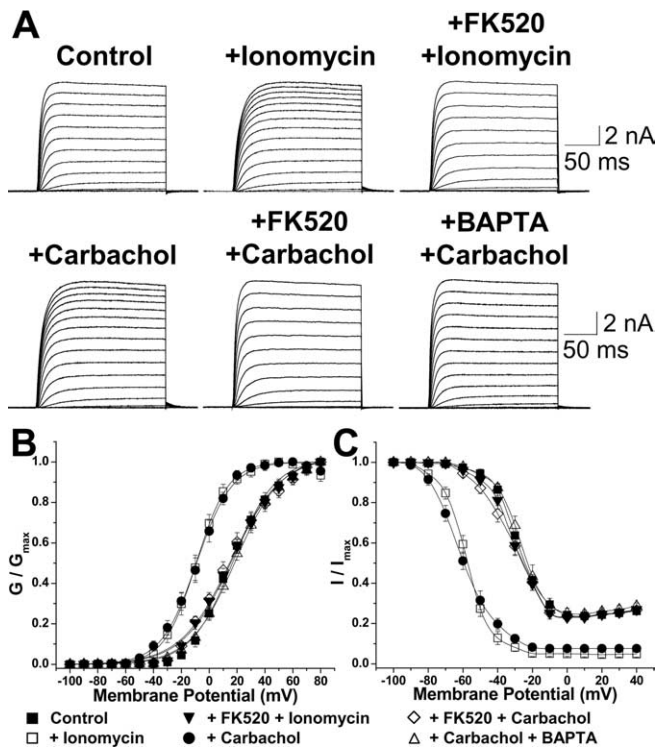 A
Control
+Ionomycin
+FK520
+Ionomycin
2 nA
50 ms
+Carbachol
+FK520
+Carbachol
+BAPTA
+Carbachol
2 nA
50 ms
B
G / Gmax
1.0
0.8
0.6
0.4
0.2
0.0
-100 -80 -60 -40 -20 0 20 40 60 80
Membrane Potential (mV)
C
I / Imax
1.0
0.8
0.6
0.4
0.2
0.0
-100 -80 -60 -40 -20 0 20 40
Membrane Potential (mV)
Control
+ FK520 + Ionomycin
+ FK520 + Carbachol
+ Ionomycin
+ Carbachol
+ Carbachol + BAPTA